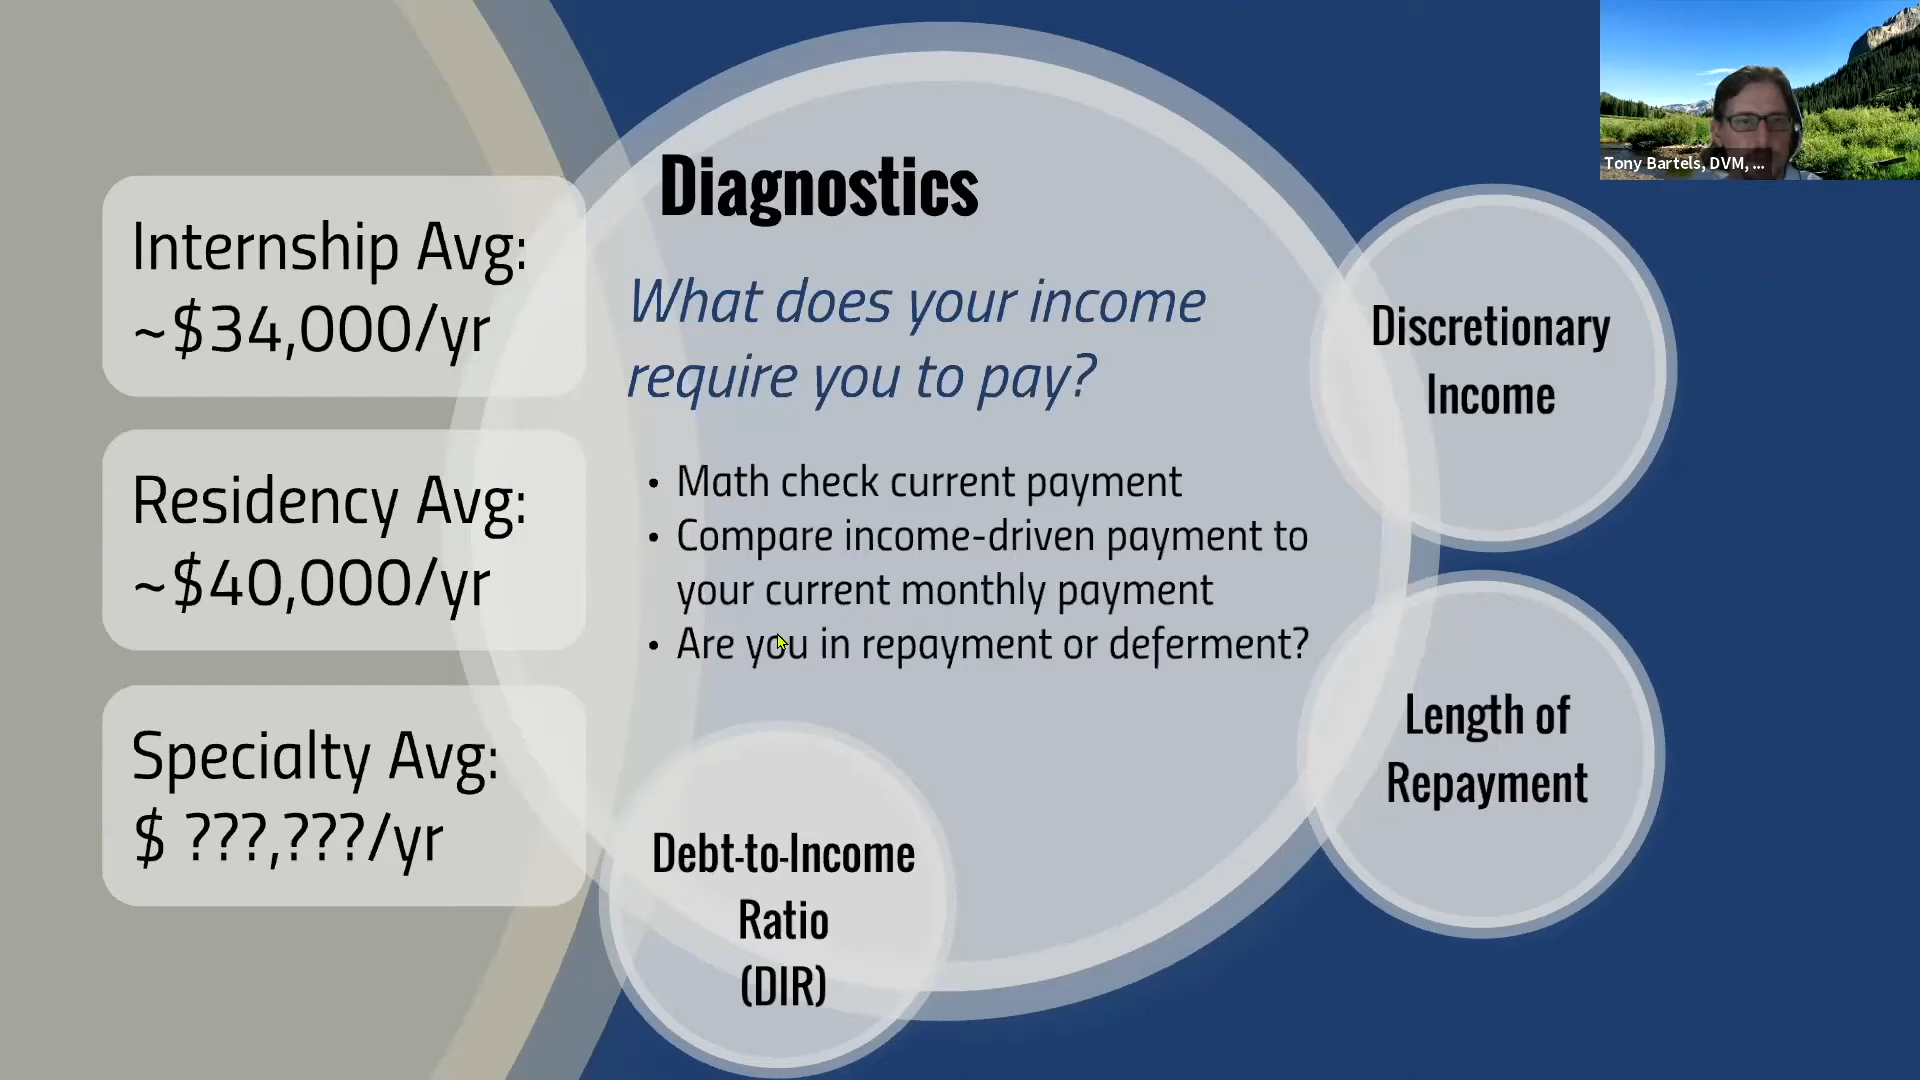 Tony Bartels, DVM, ...
Diagnostics
What does your income
require you to pay?
• Math check current payment
• Compare income-driven payment to
your current monthly payment
• Are you in repayment or deferment?
Internship Avg:
~$34,000/yr
Residency Avg:
~$40,000/yr
Specialty Avg:
$ ???,???/yr
Discretionary
Income
Length of
Repayment
Debt-to-Income
Ratio
(DIR)